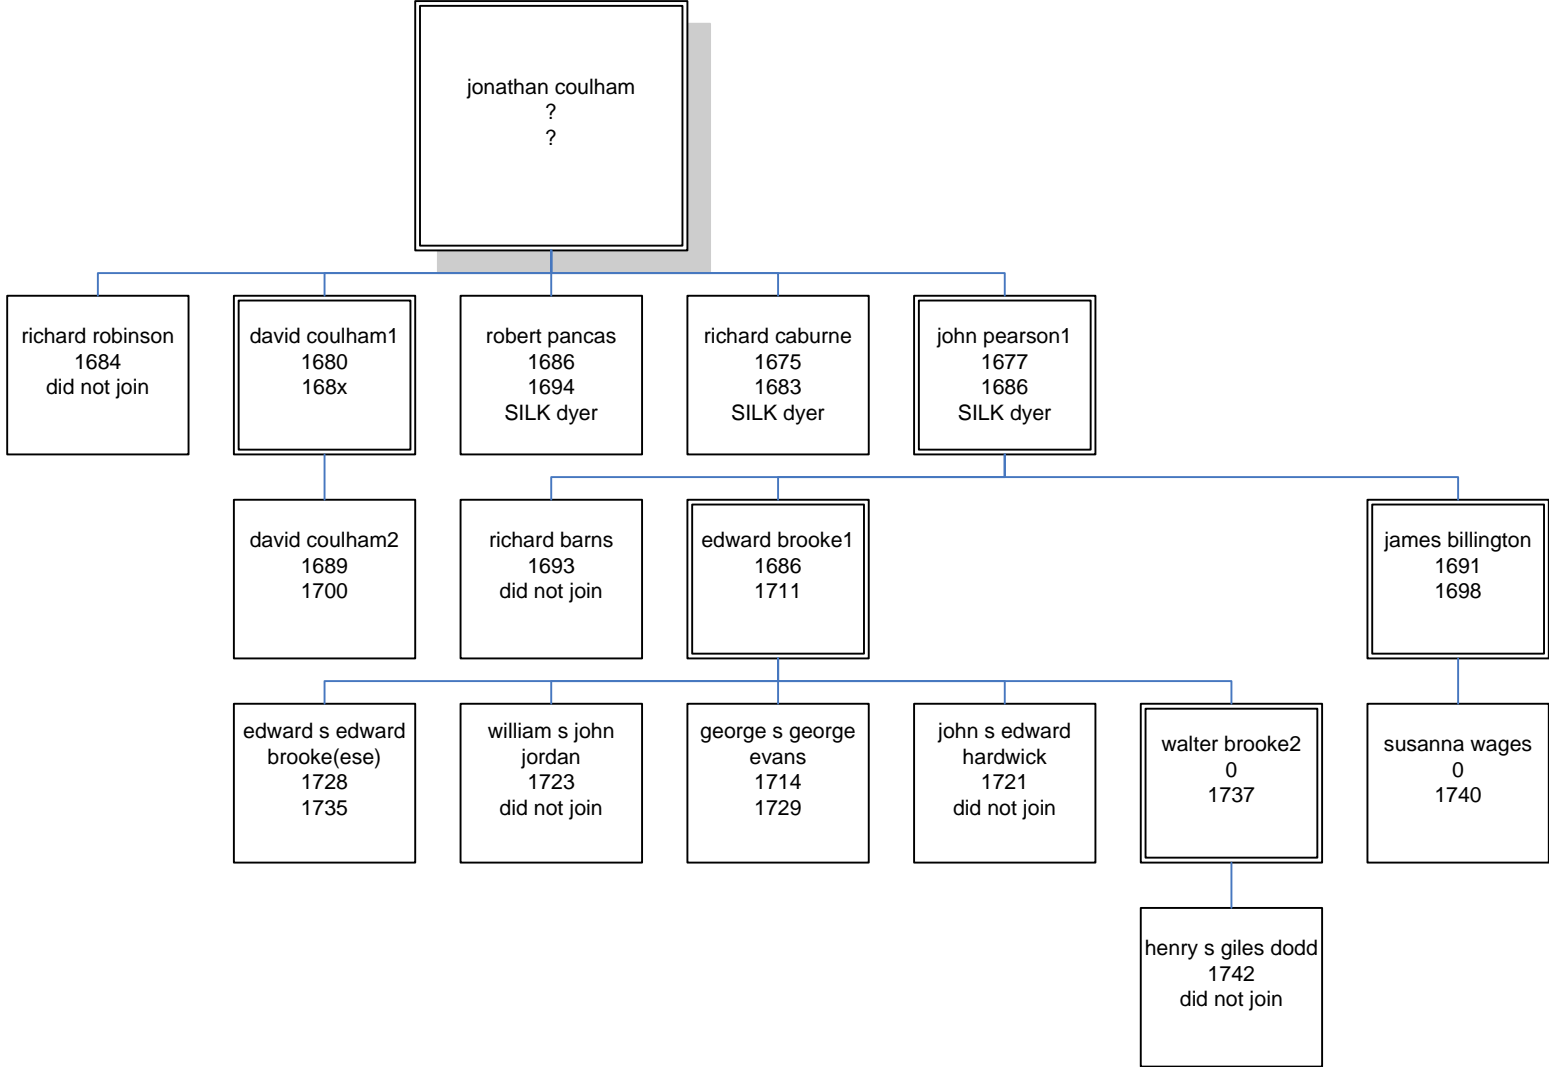 jonathan coulham
?
?
richard robinson
1684
did not join
david coulham1
1680
168x
robert pancas
1686
1694
SILK dyer
richard caburne
1675
1683
SILK dyer
john pearson1
1677
1686
SILK dyer
david coulham2
1689
1700
richard barns
1693
did not join
edward brooke1
1686
1711
james billington
1691
1698
edward s edward
brooke(ese)
1728
1735
william s john
jordan
1723
did not join
george s george
evans
1714
1729
john s edward
hardwick
1721
did not join
walter brooke2
0
1737
susanna wages
0
1740
henry s giles dodd
1742
did not join